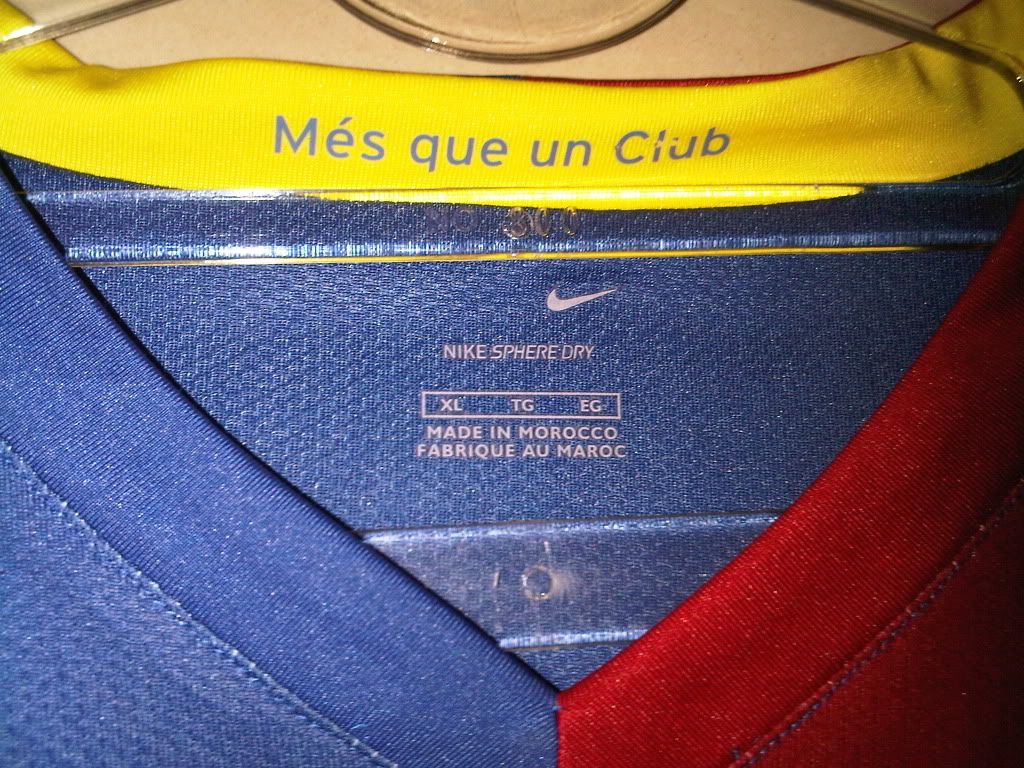 Més que un Club
NIKE SPHERE DRY
XL TG EG
MADE IN MOROCCO
FABRIQUE AU MAROC